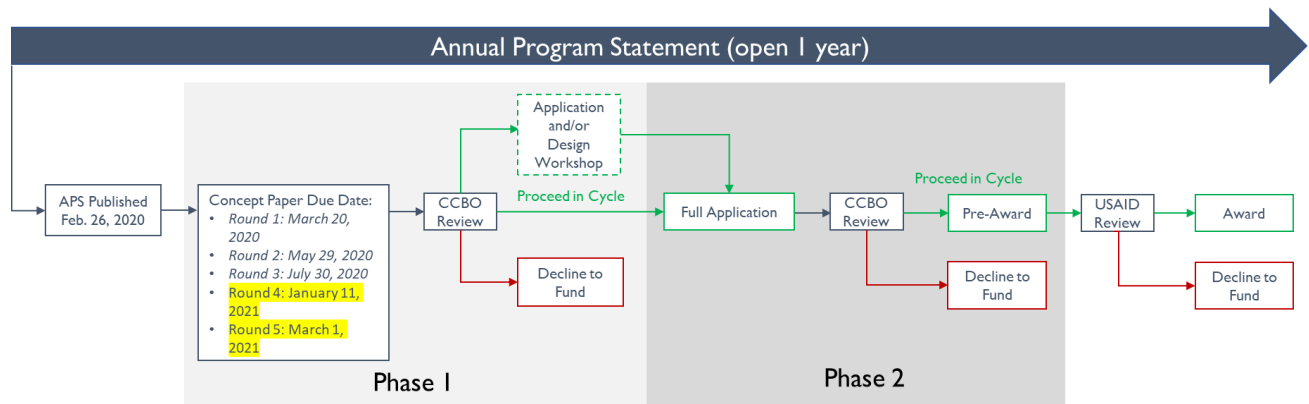 Annual Program Statement (open 1 year)
APS Published
Feb. 26, 2020
Concept Paper Due Date:
• Round 1: March 20,
2020
• Round 2: May 29, 2020
• Round 3: July 30, 2020
• Round 4: January 11,
2021
• Round 5: March 1,
2021
CCBO
Review
Application
and/or
Design
Workshop
Proceed in Cycle
Decline to
Fund
Phase 1
Full Application
CCBO
Review
Proceed in Cycle
Pre-Award
Decline to
Fund
Phase 2
USAID
Review
Award
Decline to
Fund